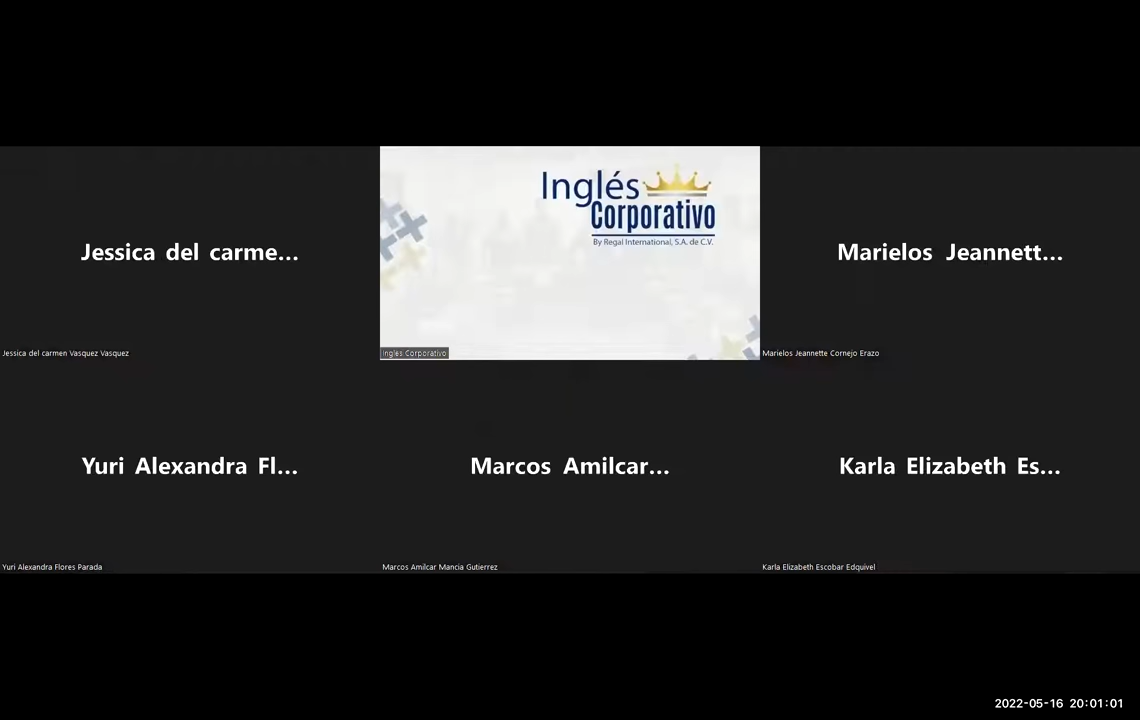 Jessica del carme...
Jessica del carmen Vasquez Vasquez
Inglés
Corporativo
By Regal International, S.A. de C.V.
Inglés Corporativo
Marielos Jeannett...
Marielos Jeannette Cornejo Erazo
Yuri Alexandra Fl...
Yuri Alexandra Flores Parada
Marcos Amilcar...
Marcos Amilcar Mancia Gutierrez
Karla Elizabeth Es...
Karla Elizabeth Escobar Edquivel
2022-05-16 20:01:01